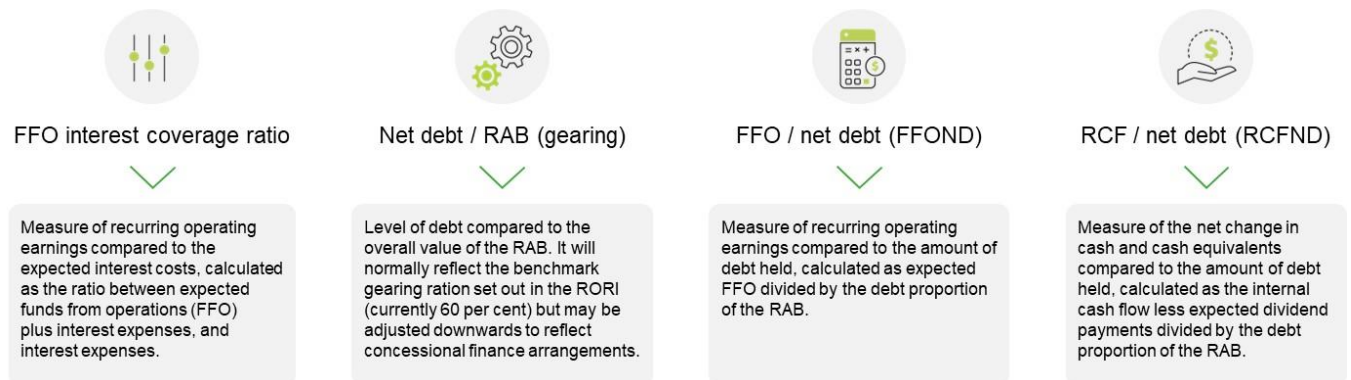 FFO interest coverage ratio
Measure of recurring operating
earnings compared to the
expected interest costs, calculated
as the ratio between expected
funds from operations (FFO)
plus interest expenses, and
interest expenses.
Net debt / RAB (gearing)
Level of debt compared to the
overall value of the RAB. It will
normally reflect the benchmark
gearing ration set out in the RORI
(currently 60 per cent) but may be
adjusted downwards to reflect
concessional finance arrangements.
FFO / net debt (FFOND)
Measure of recurring operating
earnings compared to the amount of
debt held, calculated as expected
FFO divided by the debt proportion
of the RAB.
RCF / net debt (RCFND)
Measure of the net change in
cash and cash equivalents
compared to the amount of debt
held, calculated as the internal
cash flow less expected dividend
payments divided by the debt
proportion of the RAB.